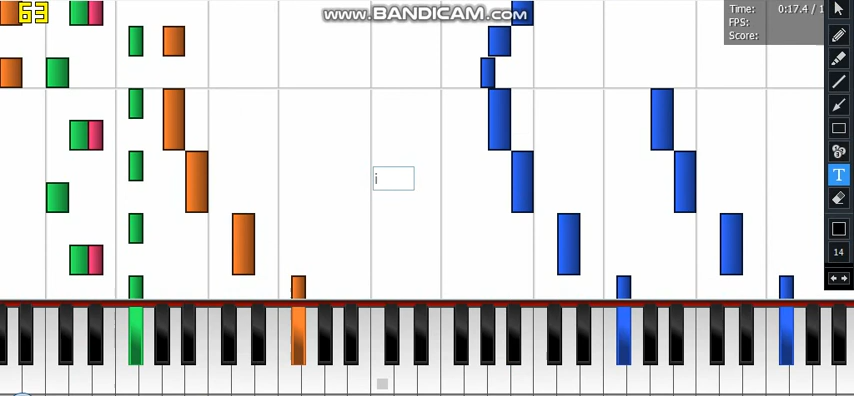 63
www.BANDICAM.com
Time: 0:17.4 / 1
FPS:
Score:
i
T
14